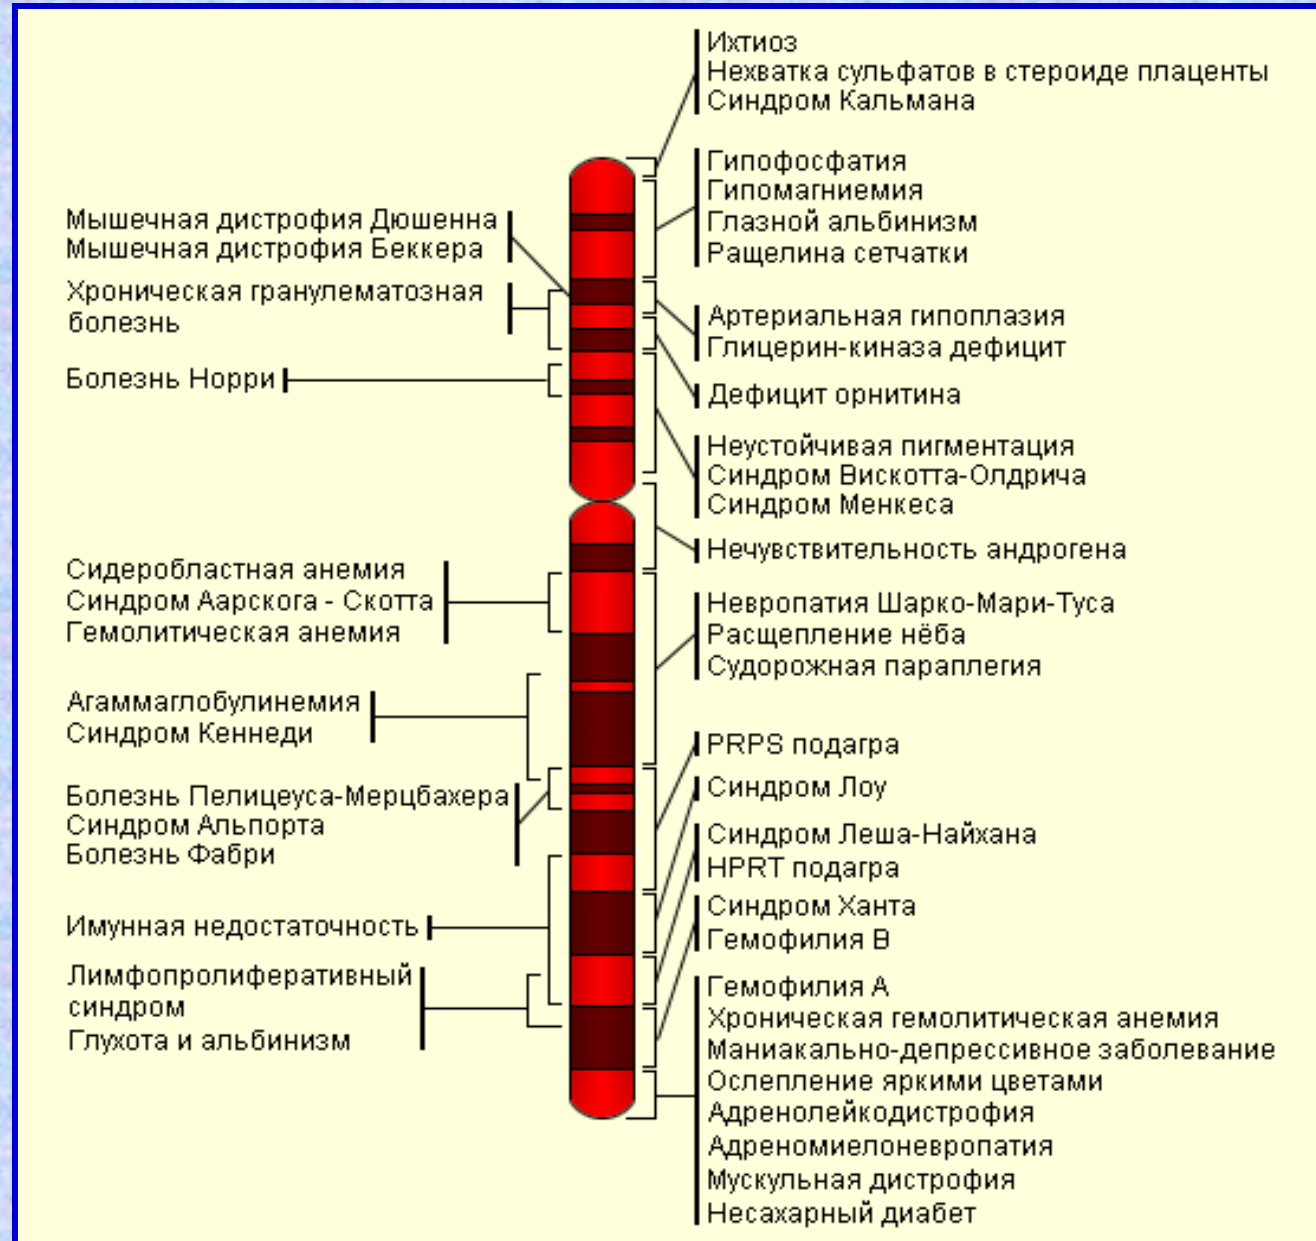 Ихтиоз
Нехватка сульфатов в стероиде плаценты
Синдром Кальмана
Гипофосфатия
Гипомагниемия
Глазной альбинизм
Ращелина сетчатки
Мышечная дистрофия Дюшенна
Мышечная дистрофия Беккера
Хроническая гранулематозная
болезнь
Болезнь Норри
Артериальная гипоплазия
Глицерин-киназа дефицит
Дефицит орнитина
Неустойчивая пигментация
Синдром Вискотта-Олдрича
Синдром Менкеса
Нечувствительность андрогена
Сидеробластная анемия
Синдром Аарскога - Скотта
Гемолитическая анемия
Невропатия Шарко-Мари-Туса
Расщепление нёба
Судорожная параплегия
Агаммаглобулинемия
Синдром Кеннеди
PRPS подагра
Синдром Лоу
Болезнь Пелицеуса-Мерцбахера
Синдром Альпорта
Болезнь Фабри
Синдром Леша-Найхана
HPRT подагра
Синдром Ханта
Гемофилия В
Имунная недостаточность
Лимфопролиферативный
синдром
Глухота и альбинизм
Гемофилия А
Хроническая гемолитическая анемия
Маниакально-депрессивное заболевание
Ослепление яркими цветами
Адренолейкодистрофия
Адреномиелоневропатия
Мускульная дистрофия
Несахарный диабет